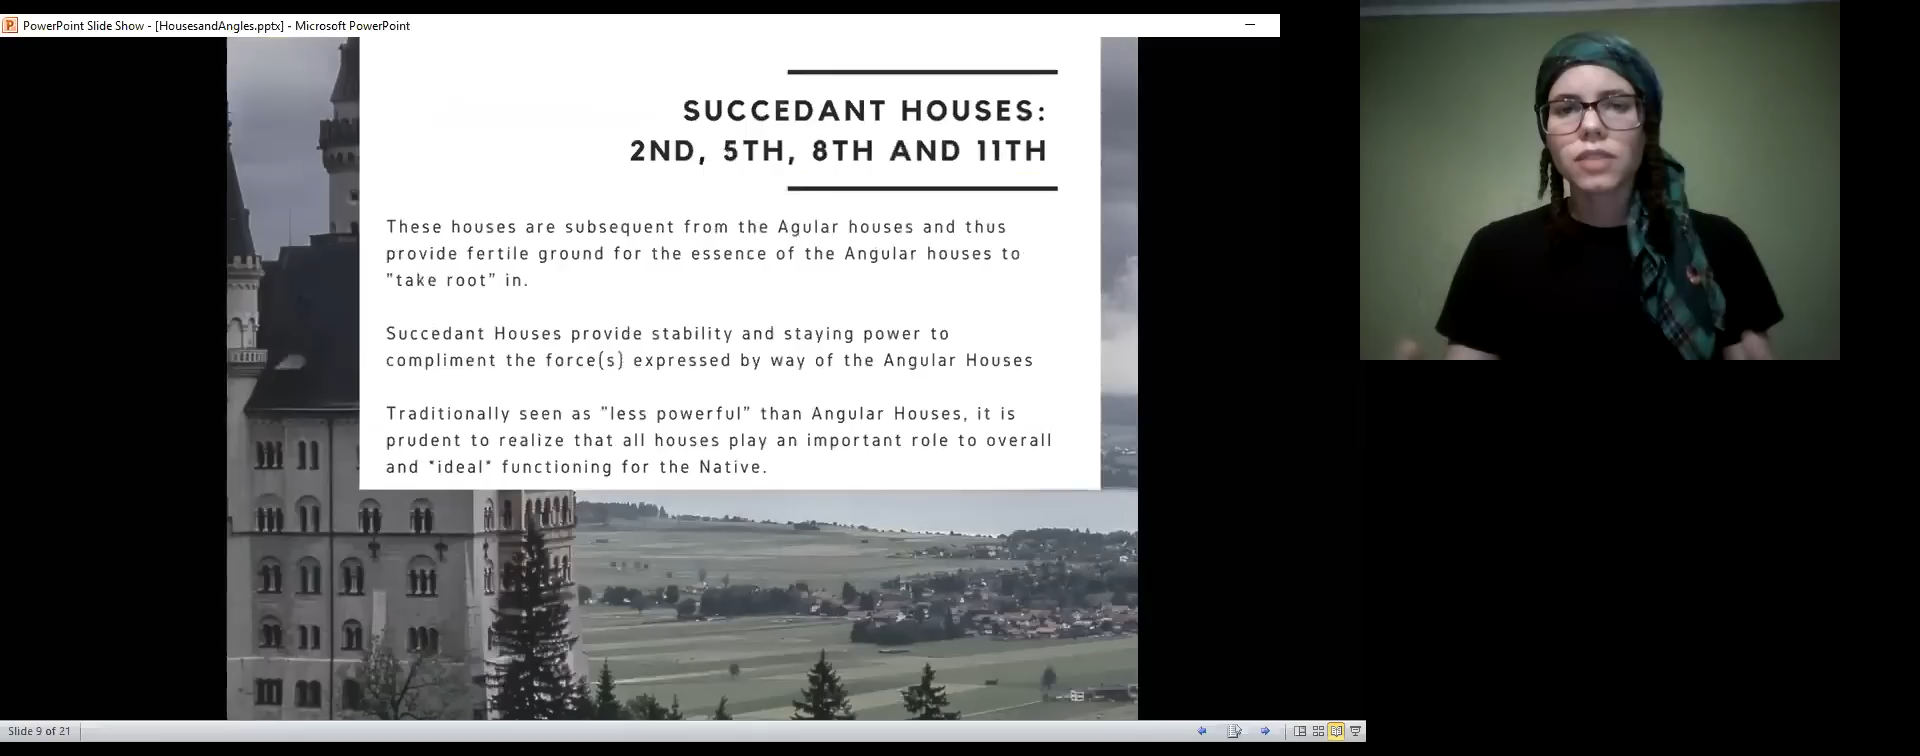 PowerPoint Slide Show - [HousesandAngles.pptx] - Microsoft PowerPoint
SUCCEDANT HOUSES:
2ND, 5TH, 8TH AND 11TH
These houses are subsequent from the Agular houses and thus
provide fertile ground for the essence of the Angular houses to
"take root" in.
Succedant Houses provide stability and staying power to
compliment the force(s} expressed by way of the Angular Houses
Traditionally seen as "less powerful" than Angular Houses, it is
prudent to realize that all houses play an important role to overall
and *ideal* functioning for the Native.
Slide 9 of 21